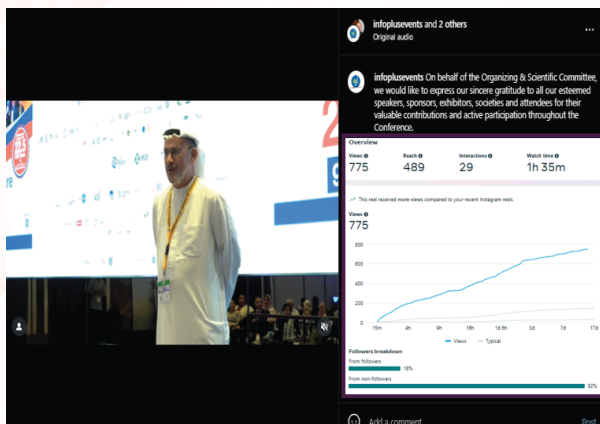 infoplusevents and 2 others
Original audio
infoplusevents On behalf of the Organizing & Scientific Committee,
we would like to express our sincere gratitude to all our esteemed
speakers, sponsors, exhibitors, societies and attendees for their
valuable contributions and active participation throughout the
Conference.
Overview
Views Reach Interactions Watch time
775 489 29 1h 35m
This reel received more views compared to your recent Instagram reels.
Views
775
800
600
400
200
0
15m 4h 9h 16h 1d 6h 3d 7d 17d
Views Typical
Followers breakdown
From followers
18%
From non-followers
82%
Add a comment
Post
MSD